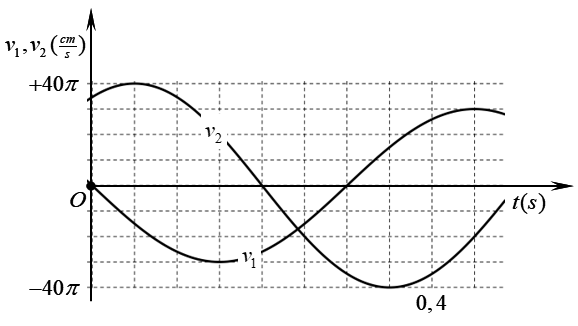 v₁, v₂ (cm/s)
+40π
v₂
O
t(s)
v₁
−40π
0,4